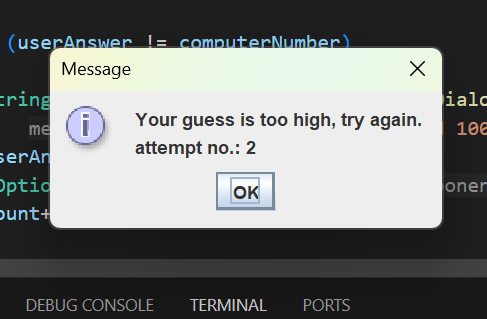 (userAnswer != computerNumber)
Message
Your guess is too high, try again.
attempt no.: 2
OK
DEBUG CONSOLE TERMINAL PORTS